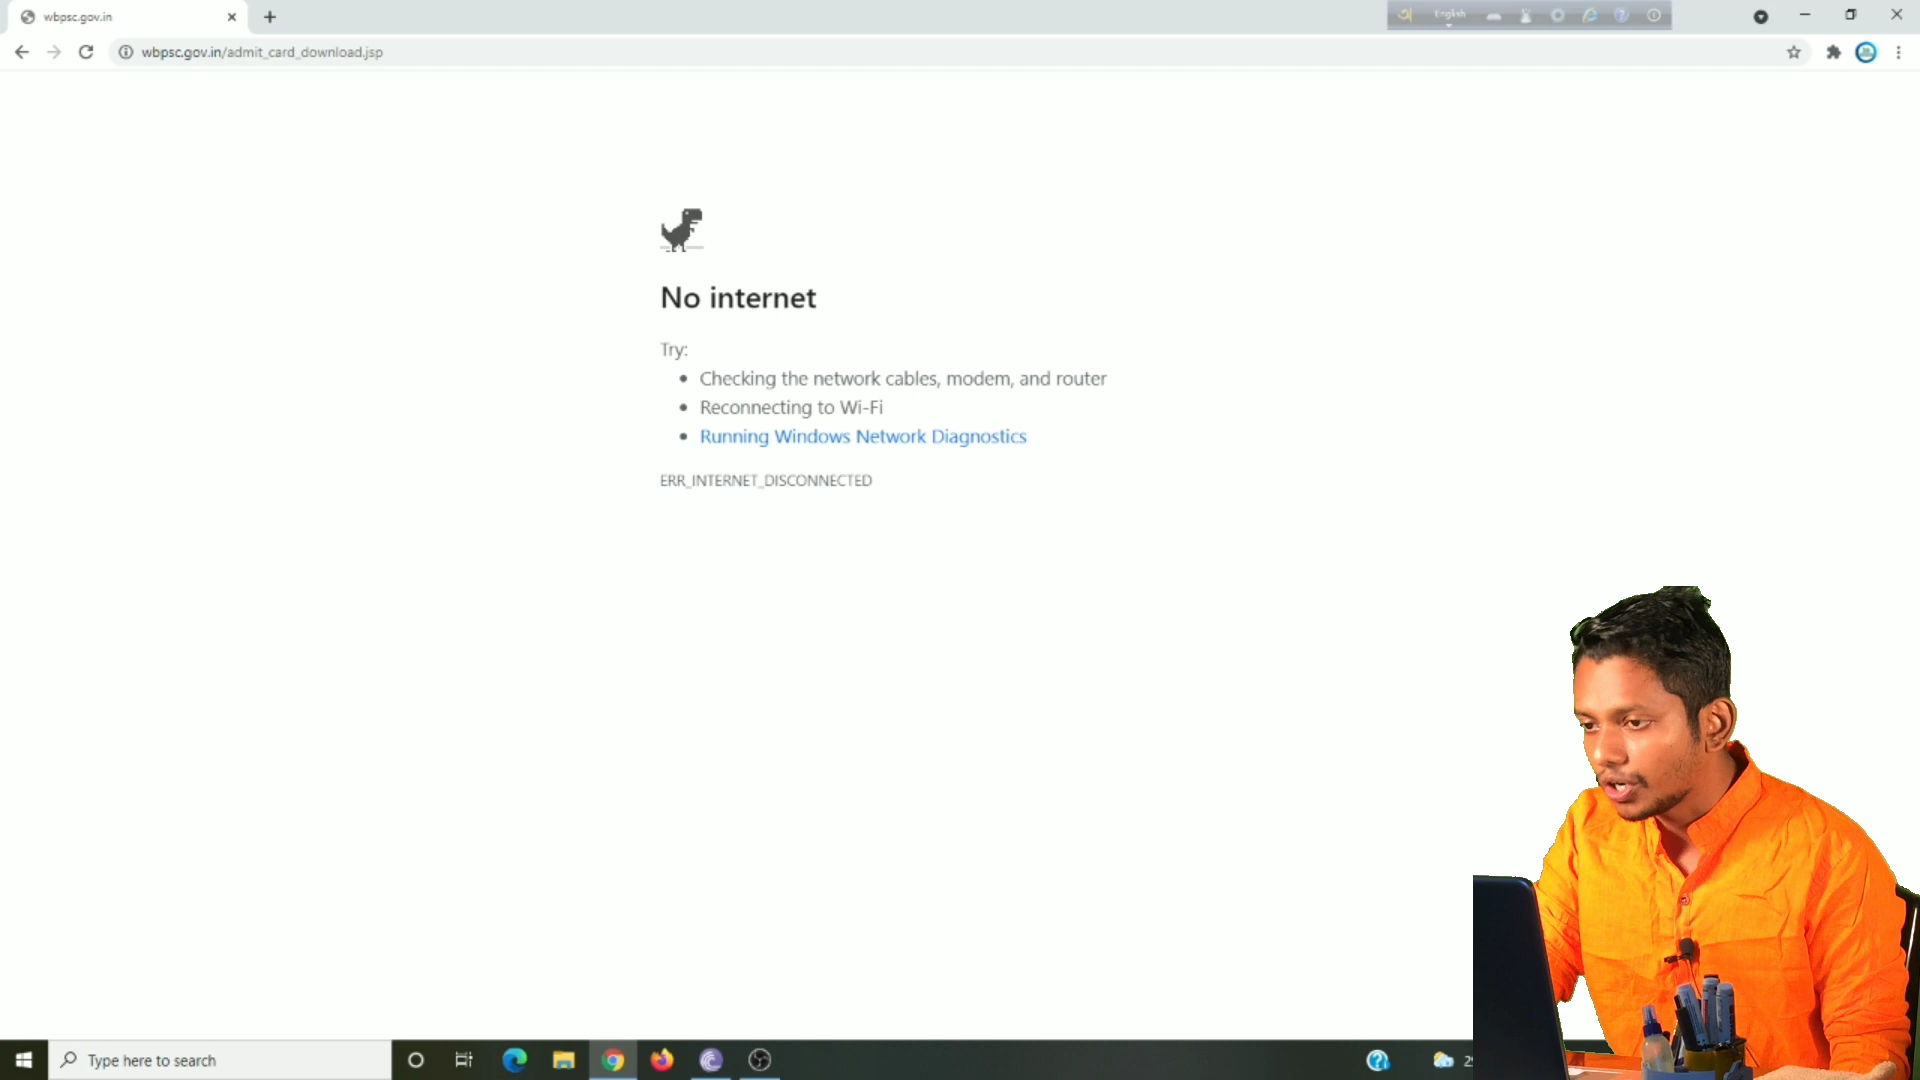 wbpsc.gov.in
অ English
wbpsc.gov.in/admit_card_download.jsp
No internet
Try:
Checking the network cables, modem, and router
Reconnecting to Wi-Fi
Running Windows Network Diagnostics
ERR_INTERNET_DISCONNECTED
Type here to search